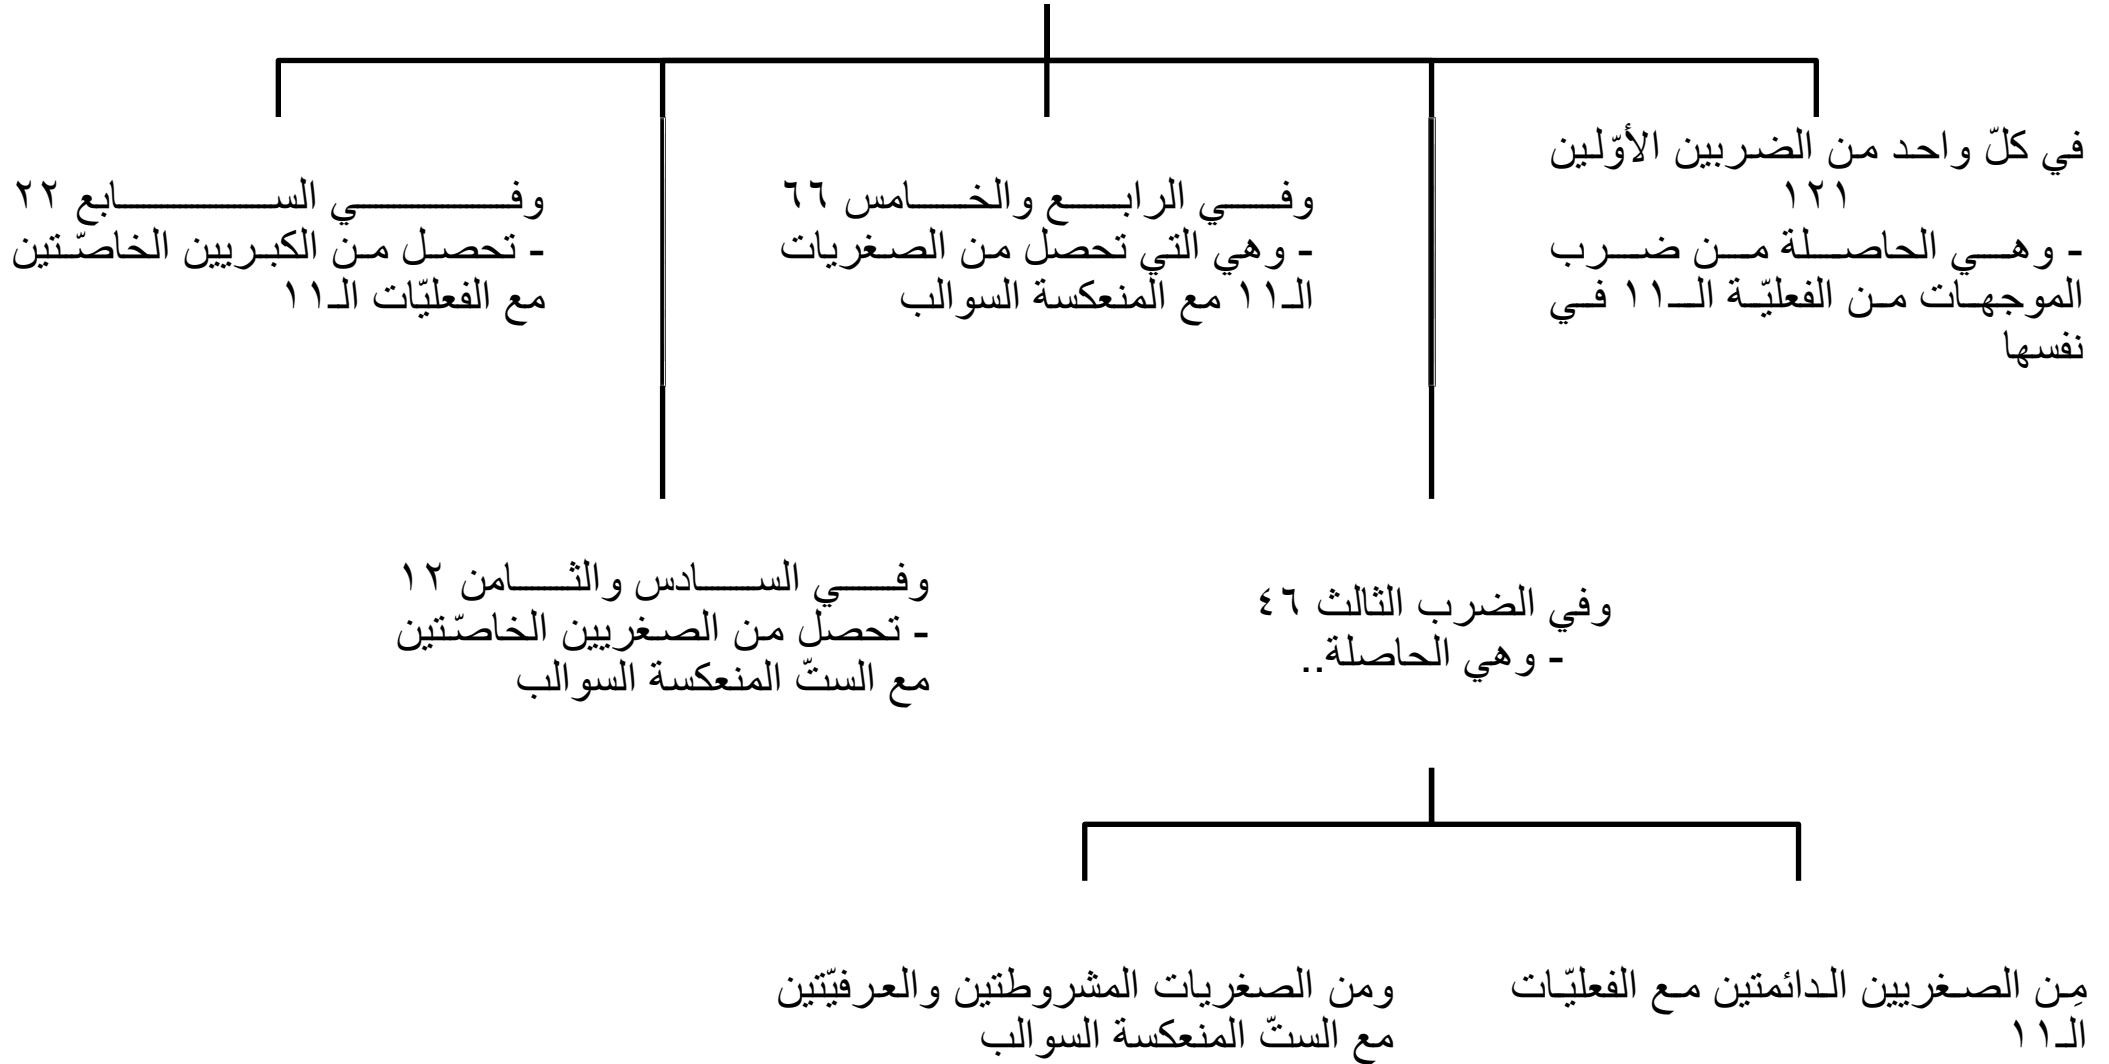 في كلّ واحد من الضربين الأوّلين
١٢١
- وهي الحاصلة من ضرب
الموجهات من الفعليّة الـ١١ في
نفسها
وفي الرابع والخامس ٦٦
- وهي التي تحصل من الصغريات
الـ١١ مع المنعكسة السوالب
وفي السابع ٢٢
- تحصل من الكبريين الخاصّتين
مع الفعليّات الـ١١
وفي الضرب الثالث ٤٦
- وهي الحاصلة..
وفي السادس والثامن ١٢
- تحصل من الصغريين الخاصّتين
مع الستّ المنعكسة السوالب
مِن الصغريين الدائمتين مع الفعليّات
الـ١١
ومن الصغريات المشروطتين والعرفيّتين
مع الستّ المنعكسة السوالب